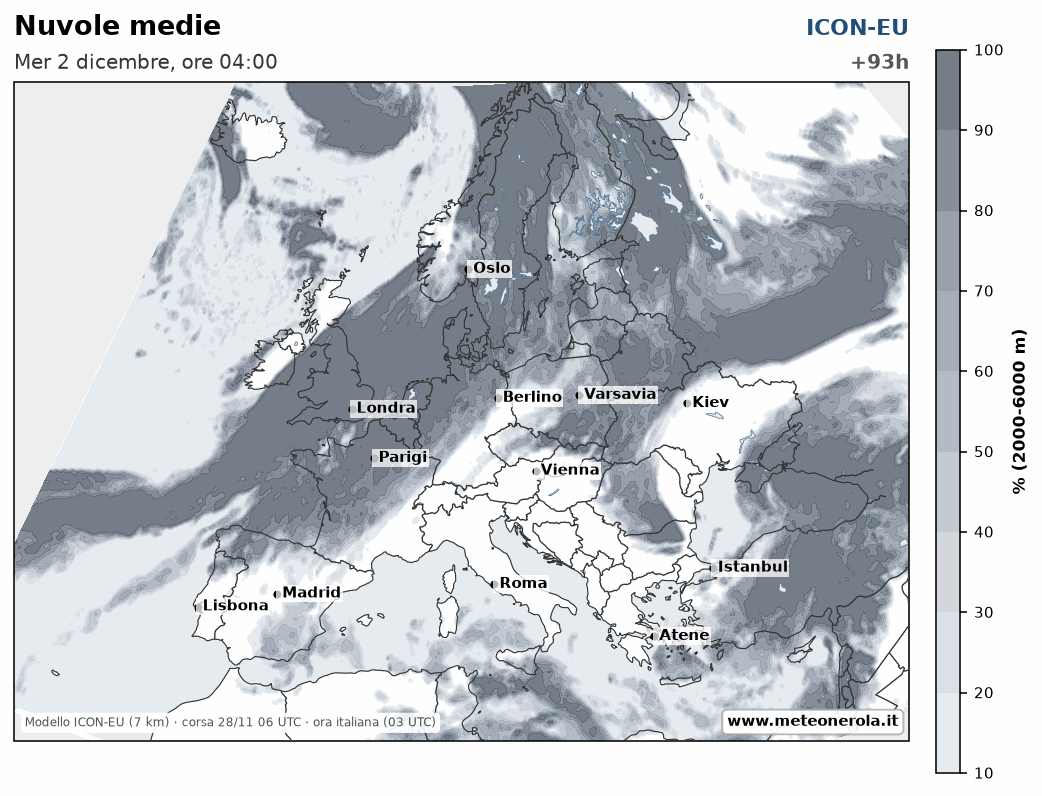 Nuvole medie
ICON-EU
Mer 2 dicembre, ore 04:00
+93h
100
90
80
70
60
50
40
30
20
10
% (2000-6000 m)
Oslo
Berlino
Varsavia
Kiev
Londra
Parigi
Vienna
Istanbul
Roma
Madrid
Lisbona
Atene
Modello ICON-EU (7 km) · corsa 28/11 06 UTC · ora italiana (03 UTC)
www.meteonerola.it